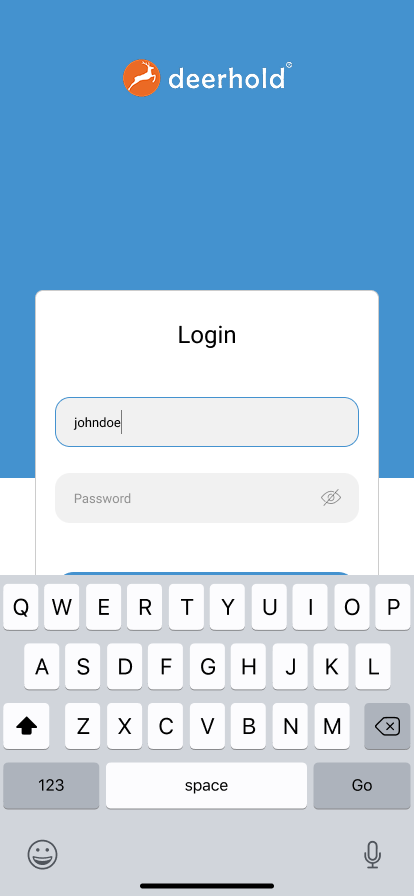 deerhold
Login
johndoe
Password
Q W E R T Y U I O P
A S D F G H J K L
Z X C V B N M
123 space Go